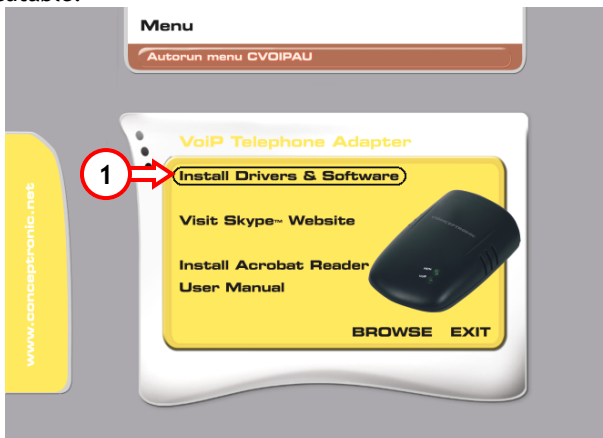 Menu
Autorun menu CVOIPAU
www.conceptronic.net
VoiP Telephone Adapter
1
Install Drivers & Software
Visit Skype™ Website
Install Acrobat Reader
User Manual
CONCEPTRONIC
BROWSE EXIT